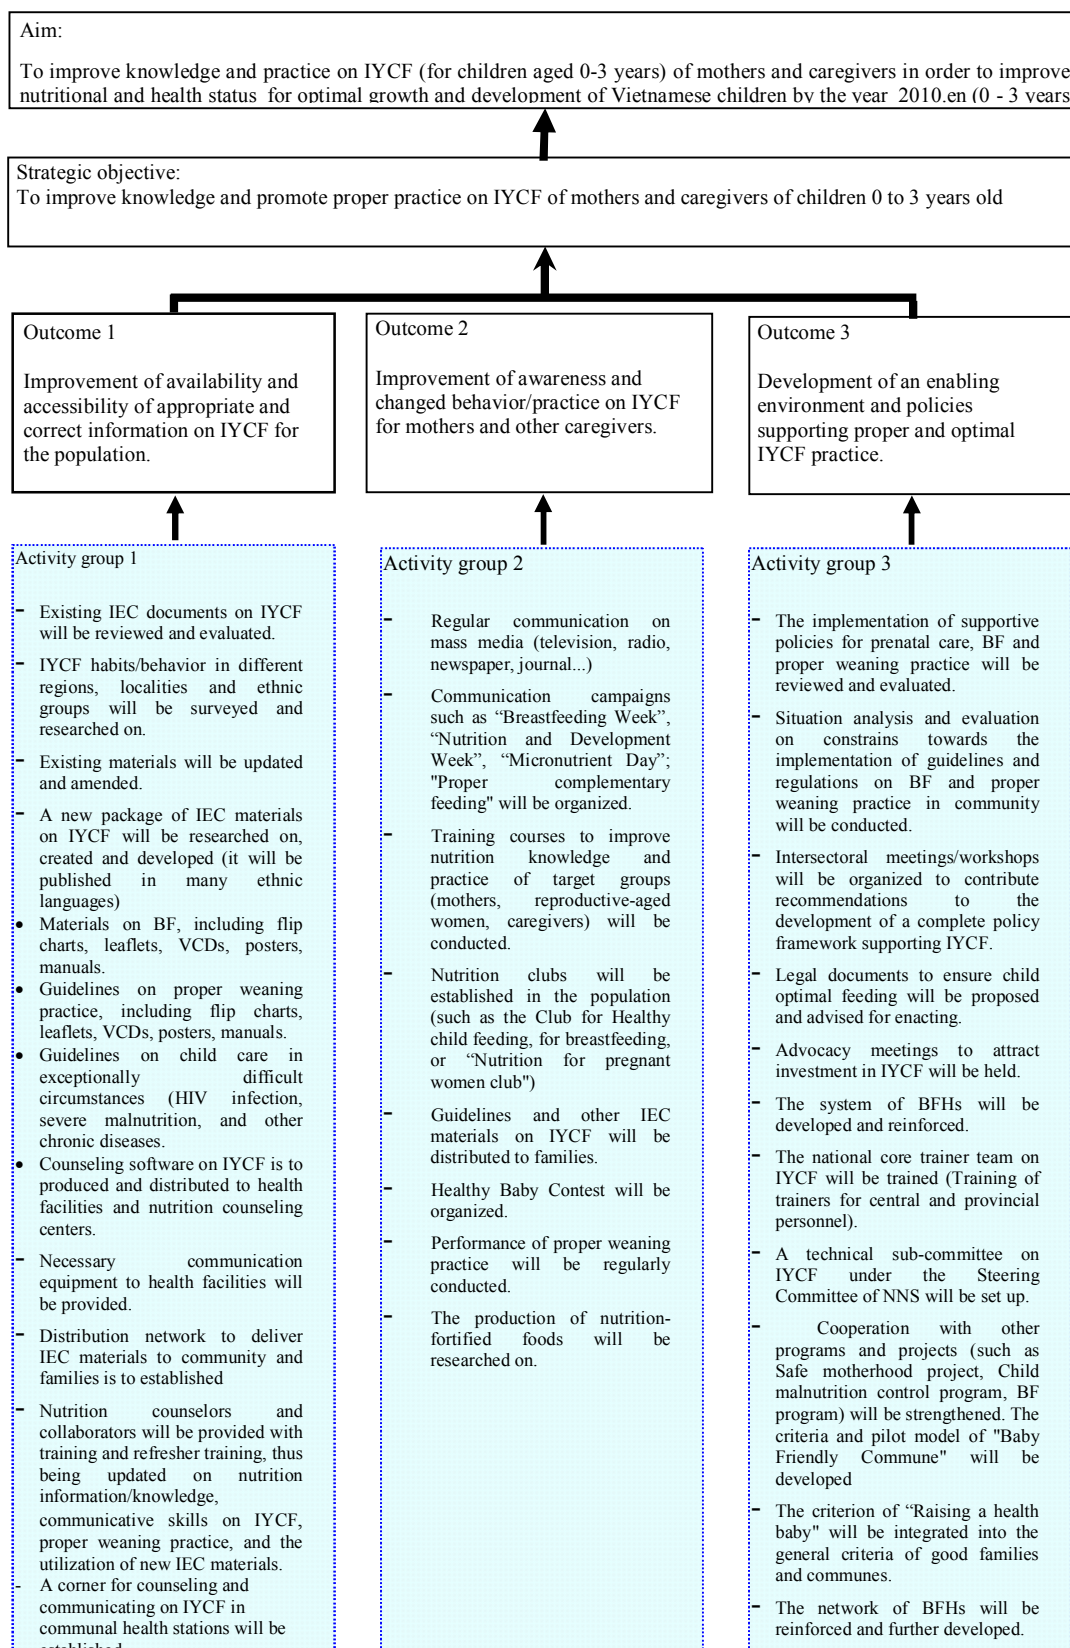 Aim:
To improve knowledge and practice on IYCF (for children aged 0-3 years) of mothers and caregivers in order to improve
nutritional and health status for optimal growth and development of Vietnamese children by the year 2010.en (0 - 3 years
Strategic objective:
To improve knowledge and promote proper practice on IYCF of mothers and caregivers of children 0 to 3 years old
Outcome 1
Improvement of availability and
accessibility of appropriate and
correct information on IYCF for
the population.
Outcome 2
Improvement of awareness and
changed behavior/practice on IYCF
for mothers and other caregivers.
Outcome 3
Development of an enabling
environment and policies
supporting proper and optimal
IYCF practice.
Activity group 1
- Existing IEC documents on IYCF
will be reviewed and evaluated.
- IYCF habits/behavior in different
regions, localities and ethnic
groups will be surveyed and
researched on.
- Existing materials will be updated
and amended.
- A new package of IEC materials
on IYCF will be researched on,
created and developed (it will be
published in many ethnic
languages)
• Materials on BF, including flip
charts, leaflets, VCDs, posters,
manuals.
• Guidelines on proper weaning
practice, including flip charts,
leaflets, VCDs, posters, manuals.
• Guidelines on child care in
exceptionally difficult
circumstances (HIV infection,
severe malnutrition, and other
chronic diseases.
• Counseling software on IYCF is to
produced and distributed to health
facilities and nutrition counseling
centers.
- Necessary communication
equipment to health facilities will
be provided.
- Distribution network to deliver
IEC materials to community and
families is to established
- Nutrition counselors and
collaborators will be provided with
training and refresher training, thus
being updated on nutrition
information/knowledge,
communicative skills on IYCF,
proper weaning practice, and the
utilization of new IEC materials.
- A corner for counseling and
communicating on IYCF in
communal health stations will be
established
Activity group 2
- Regular communication on
mass media (television, radio,
newspaper, journal...)
- Communication campaigns
such as “Breastfeeding Week”,
“Nutrition and Development
Week”, “Micronutrient Day”;
"Proper complementary
feeding" will be organized.
- Training courses to improve
nutrition knowledge and
practice of target groups
(mothers, reproductive-aged
women, caregivers) will be
conducted.
- Nutrition clubs will be
established in the population
(such as the Club for Healthy
child feeding, for breastfeeding,
or “Nutrition for pregnant
women club")
- Guidelines and other IEC
materials on IYCF will be
distributed to families.
- Healthy Baby Contest will be
organized.
- Performance of proper weaning
practice will be regularly
conducted.
- The production of nutrition-
fortified foods will be
researched on.
Activity group 3
- The implementation of supportive
policies for prenatal care, BF and
proper weaning practice will be
reviewed and evaluated.
- Situation analysis and evaluation
on constrains towards the
implementation of guidelines and
regulations on BF and proper
weaning practice in community
will be conducted.
- Intersectoral meetings/workshops
will be organized to contribute
recommendations to the
development of a complete policy
framework supporting IYCF.
- Legal documents to ensure child
optimal feeding will be proposed
and advised for enacting.
- Advocacy meetings to attract
investment in IYCF will be held.
- The system of BFHs will be
developed and reinforced.
- The national core trainer team on
IYCF will be trained (Training of
trainers for central and provincial
personnel).
- A technical sub-committee on
IYCF under the Steering
Committee of NNS will be set up.
- Cooperation with other
programs and projects (such as
Safe motherhood project, Child
malnutrition control program, BF
program) will be strengthened. The
criteria and pilot model of "Baby
Friendly Commune" will be
developed
- The criterion of “Raising a health
baby" will be integrated into the
general criteria of good families
and communes.
- The network of BFHs will be
reinforced and further developed.